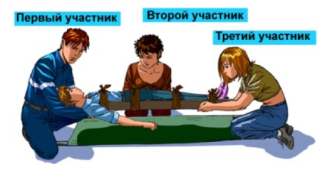 Первый участник
Второй участник
Третий участник